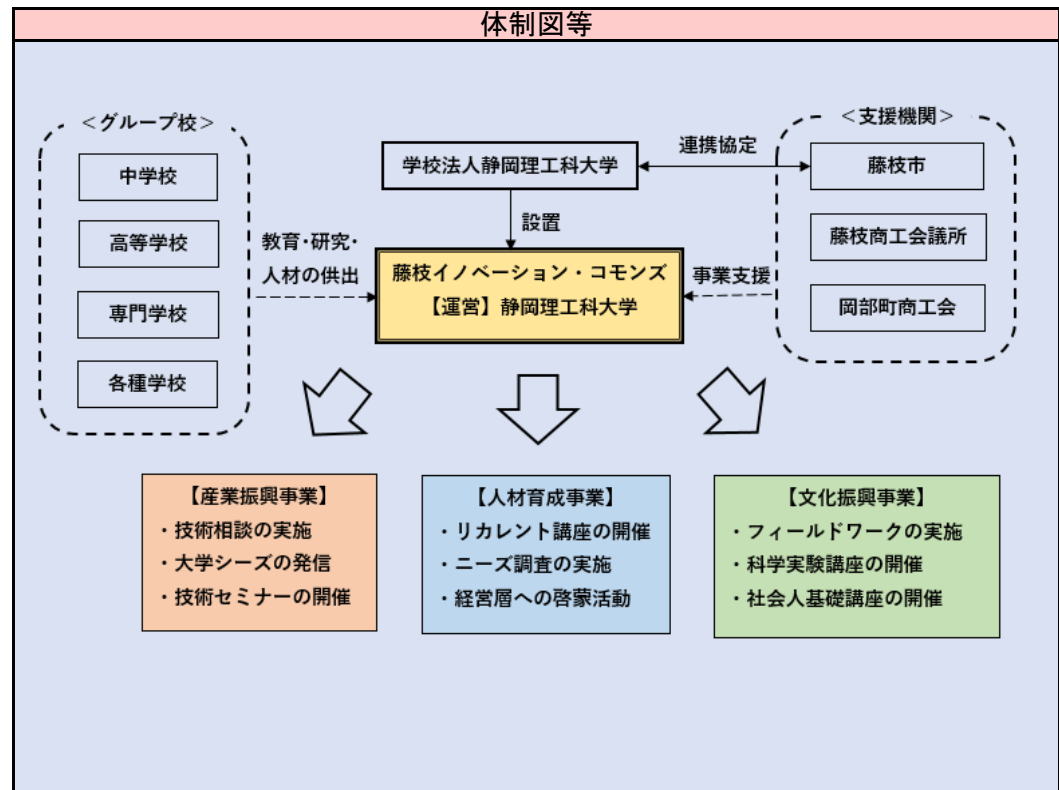 体制図等
＜グループ校＞
中学校
高等学校
専門学校
各種学校
教育・研究・
人材の供出
学校法人静岡理工科大学
設置
連携協定
藤枝イノベーション・コモンズ
【運営】静岡理工科大学
事業支援
＜支援機関＞
藤枝市
藤枝商工会議所
岡部町商工会
【産業振興事業】
・技術相談の実施
・大学シーズの発信
・技術セミナーの開催
【人材育成事業】
・リカレント講座の開催
・ニーズ調査の実施
・経営層への啓蒙活動
【文化振興事業】
・フィールドワークの実施
・科学実験講座の開催
・社会人基礎講座の開催